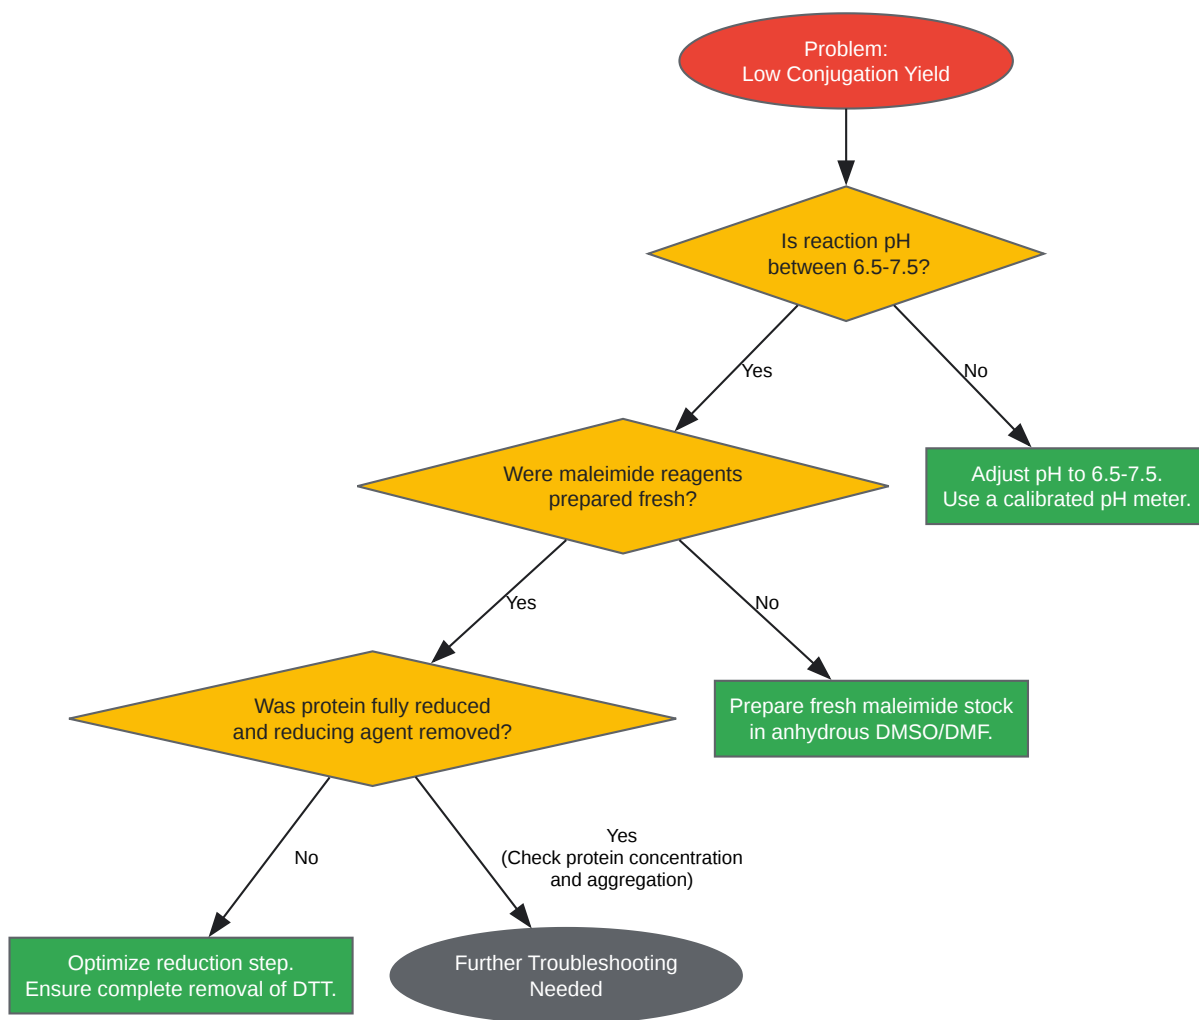 Problem:
Low Conjugation Yield
Is reaction pH
between 6.5-7.5?
Yes
No
Were maleimide reagents
prepared fresh?
Adjust pH to 6.5-7.5.
Use a calibrated pH meter.
Yes
No
Was protein fully reduced
and reducing agent removed?
Prepare fresh maleimide stock
in anhydrous DMSO/DMF.
No
Yes
(Check protein concentration
and aggregation)
Optimize reduction step.
Ensure complete removal of DTT.
Further Troubleshooting
Needed